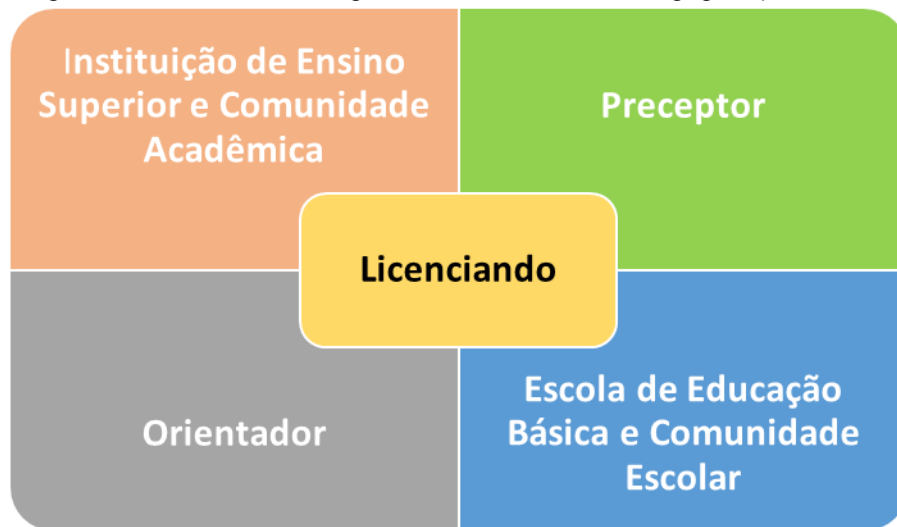 Instituição de Ensino
Superior e Comunidade
Acadêmica
Preceptor
Licenciando
Orientador
Escola de Educação
Básica e Comunidade
Escolar